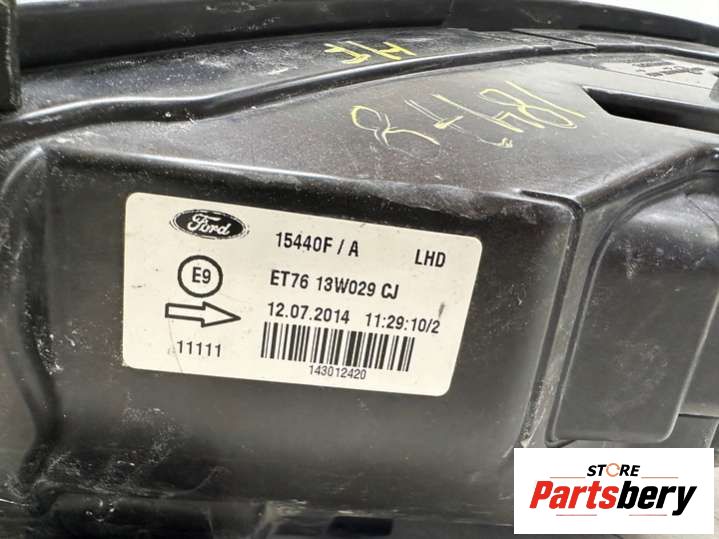 Ford
15440F / A LHD
E9
ET76 13W029 CJ
12.07.2014 11:29:10/2
11111
143012420
STORE
Partsbery